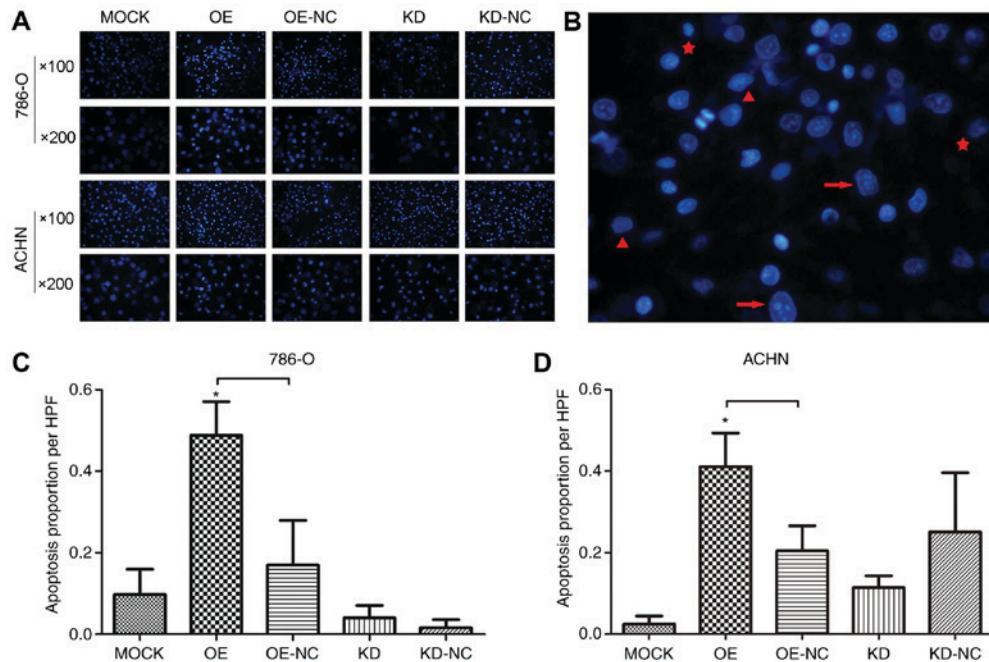 A
MOCK OE OE-NC KD KD-NC
786-O
×100
×200
ACHN
×100
×200
B
C
786-O
Apoptosis proportion per HPF
0.6
0.4
0.2
0.0
*
MOCK OE OE-NC KD KD-NC
D
ACHN
Apoptosis proportion per HPF
0.6
0.4
0.2
0.0
*
MOCK OE OE-NC KD KD-NC